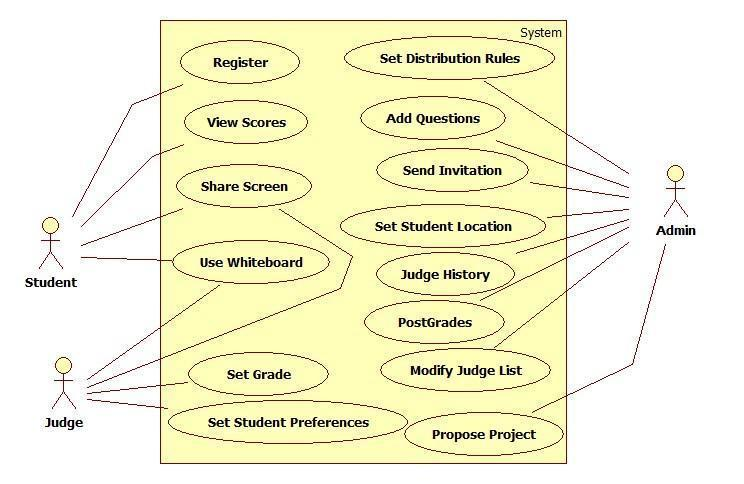 System
Register
Set Distribution Rules
View Scores
Add Questions
Share Screen
Send Invitation
Set Student Location
Admin
Use Whiteboard
Judge History
Student
PostGrades
Set Grade
Modify Judge List
Judge
Set Student Preferences
Propose Project